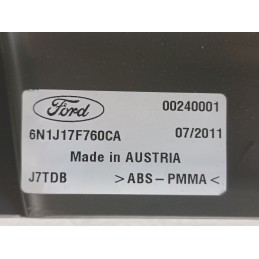 Ford 00240001
6N1J17F760CA 07/2011
Made in AUSTRIA
J7TDB >ABS-PMMA<